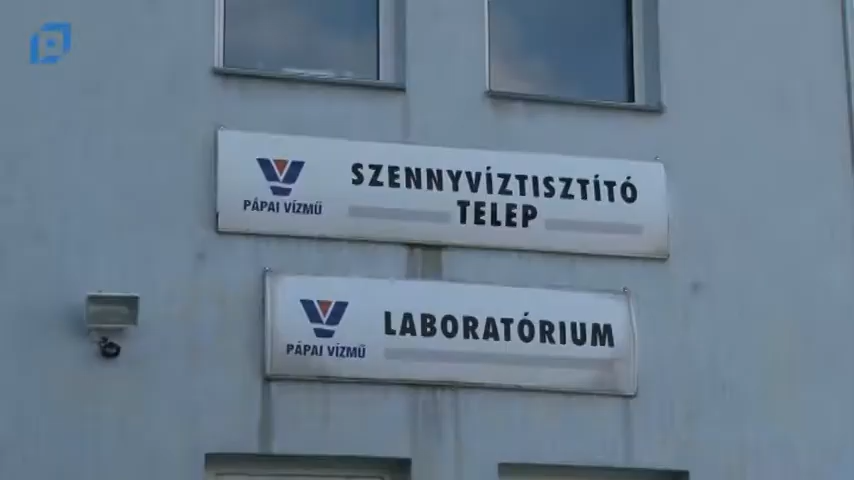 SZENNYVÍZTISZTÍTÓ
TELEP
PÁPAI VÍZMŰ
LABORATÓRIUM
PÁPAI VÍZMŰ